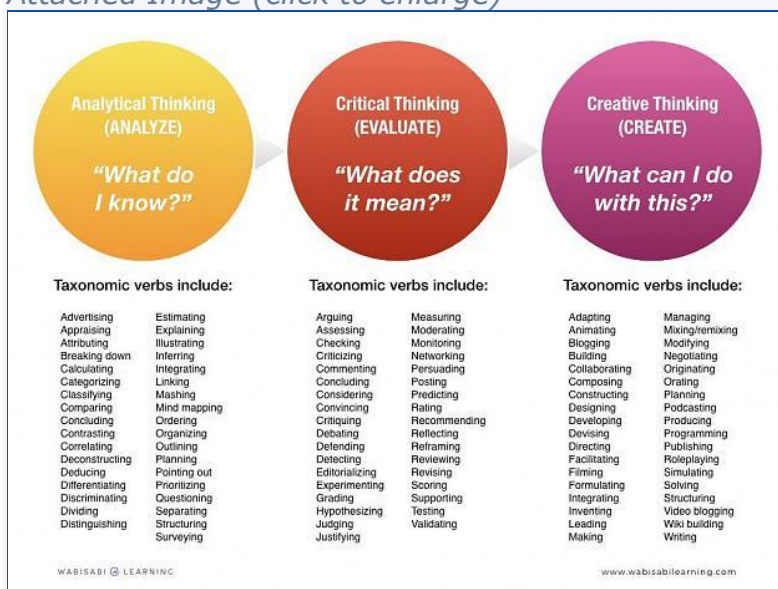 Attached Image (click to enlarge)
Analytical Thinking
(ANALYZE)
“What do
I know?”
Critical Thinking
(EVALUATE)
“What does
it mean?”
Creative Thinking
(CREATE)
“What can I do
with this?”
Taxonomic verbs include:
Advertising
Appraising
Attributing
Breaking down
Calculating
Categorizing
Classifying
Comparing
Concluding
Contrasting
Correlating
Deconstructing
Deducing
Differentiating
Discriminating
Dividing
Distinguishing
Estimating
Explaining
Illustrating
Inferring
Integrating
Linking
Mashing
Mind mapping
Ordering
Organizing
Outlining
Planning
Pointing out
Prioritizing
Questioning
Separating
Structuring
Surveying
Taxonomic verbs include:
Arguing
Assessing
Checking
Criticizing
Commenting
Concluding
Considering
Convincing
Critiquing
Debating
Defending
Detecting
Editorializing
Experimenting
Grading
Hypothesizing
Judging
Justifying
Measuring
Moderating
Monitoring
Networking
Persuading
Posting
Predicting
Rating
Recommending
Reflecting
Reframing
Reviewing
Revising
Scoring
Supporting
Testing
Validating
Taxonomic verbs include:
Adapting
Animating
Blogging
Building
Collaborating
Composing
Constructing
Designing
Developing
Devising
Directing
Facilitating
Filming
Formulating
Integrating
Inventing
Leading
Making
Managing
Mixing/remixing
Modifying
Negotiating
Originating
Orating
Planning
Podcasting
Producing
Programming
Publishing
Roleplaying
Simulating
Solving
Structuring
Video blogging
Wiki building
Writing
WABISABI @ LEARNING
www.wabisabilearning.com